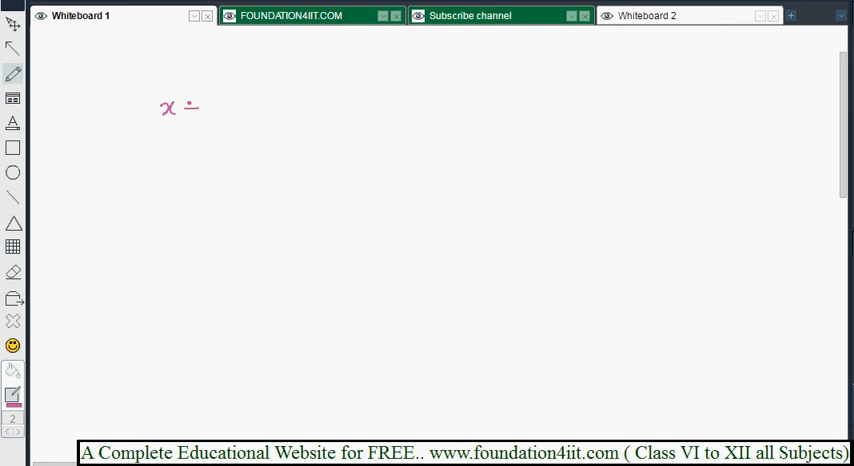 Whiteboard 1
FOUNDATION4IIT.COM
Subscribe channel
Whiteboard 2
x ∸
2
A Complete Educational Website for FREE.. www.foundation4iit.com ( Class VI to XII all Subjects)